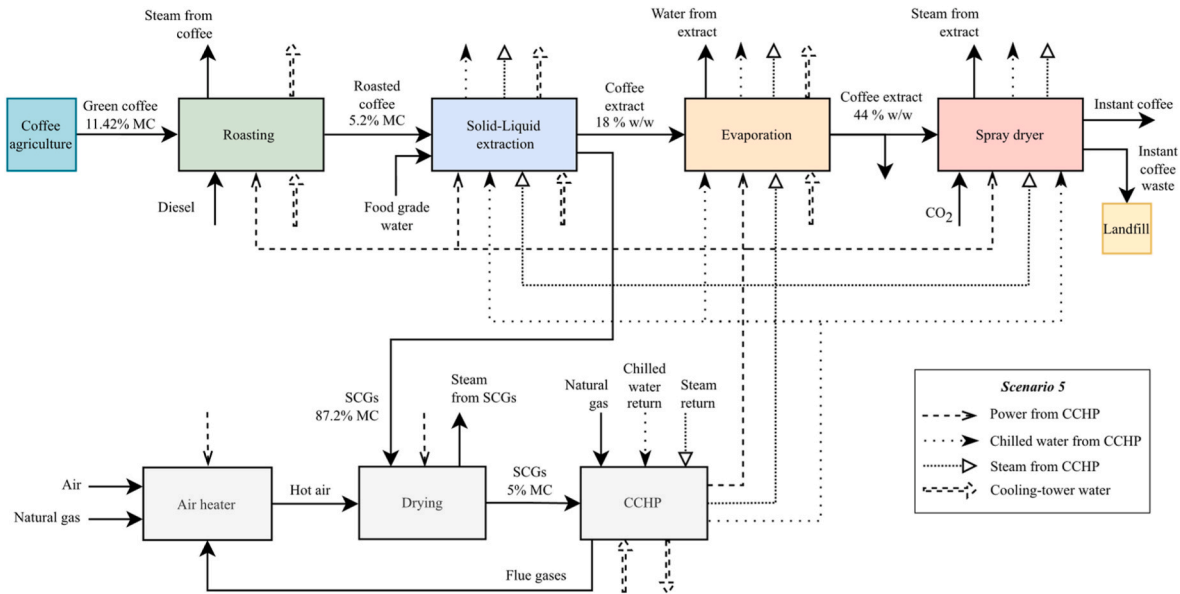 Steam from
coffee
Water from
extract
Steam from
extract
Green coffee
11.42% MC
Roasted
coffee
5.2% MC
Coffee
extract
18 % w/w
Coffee extract
44 % w/w
Instant coffee
Coffee
agriculture
Roasting
Solid-Liquid
extraction
Evaporation
Spray dryer
Instant
coffee
waste
Diesel
Food grade
water
CO2
Landfill
SCGs
87.2% MC
Steam
from SCGs
Natural
gas
Chilled
water
return
Steam
return
Air
Natural gas
Air heater
Hot air
Drying
SCGs
5% MC
CCHP
Flue gases
Scenario 5
Power from CCHP
Chilled water from CCHP
Steam from CCHP
Cooling-tower water